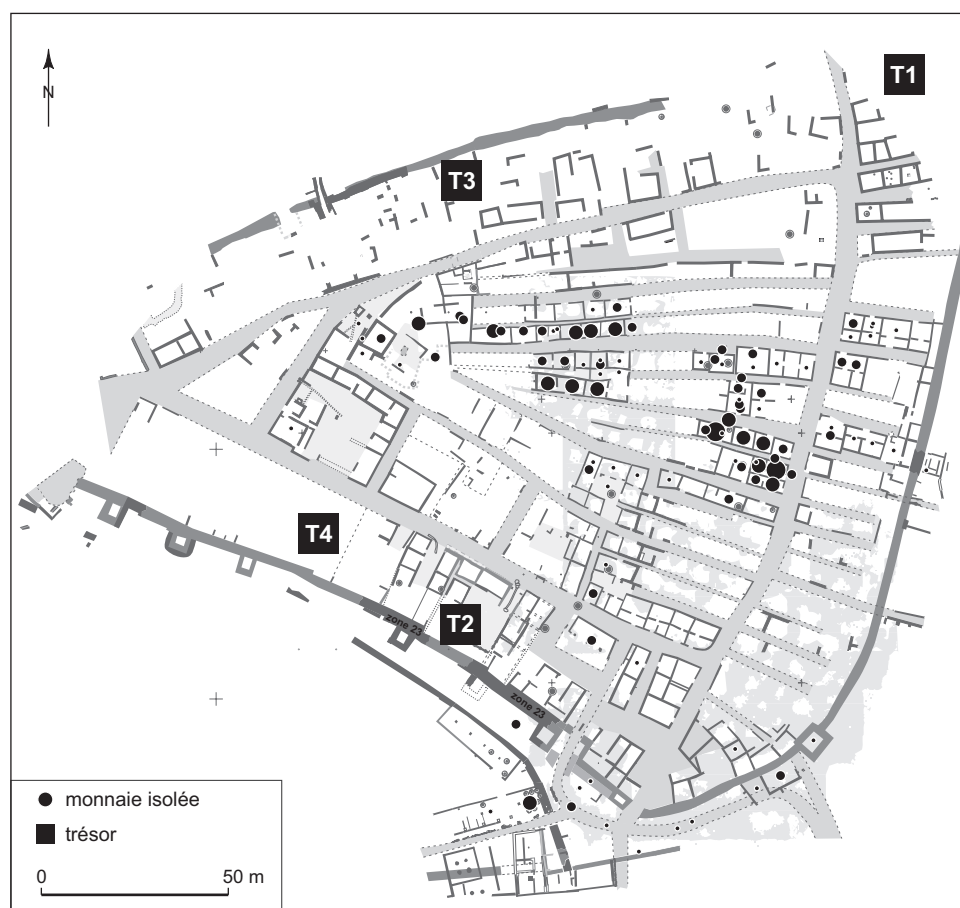 T1
N
T3
T4
T2
zone 23
zone 23
monnaie isolée
trésor
0 50 m